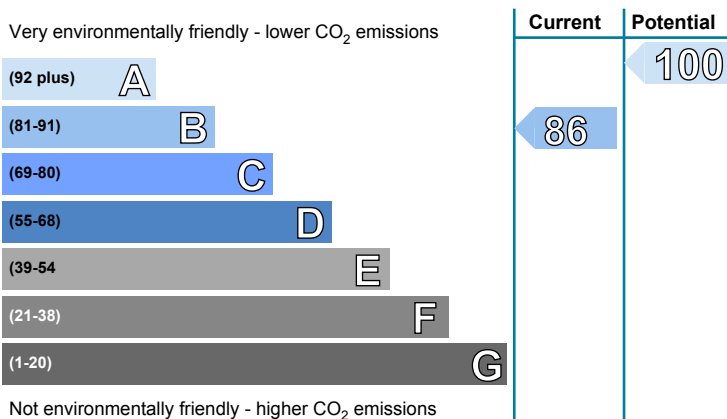 Current Potential
Very environmentally friendly - lower CO2 emissions
100
(92 plus) A
(81-91) B
86
(69-80) C
(55-68) D
(39-54 E
(21-38) F
(1-20) G
Not environmentally friendly - higher CO2 emissions